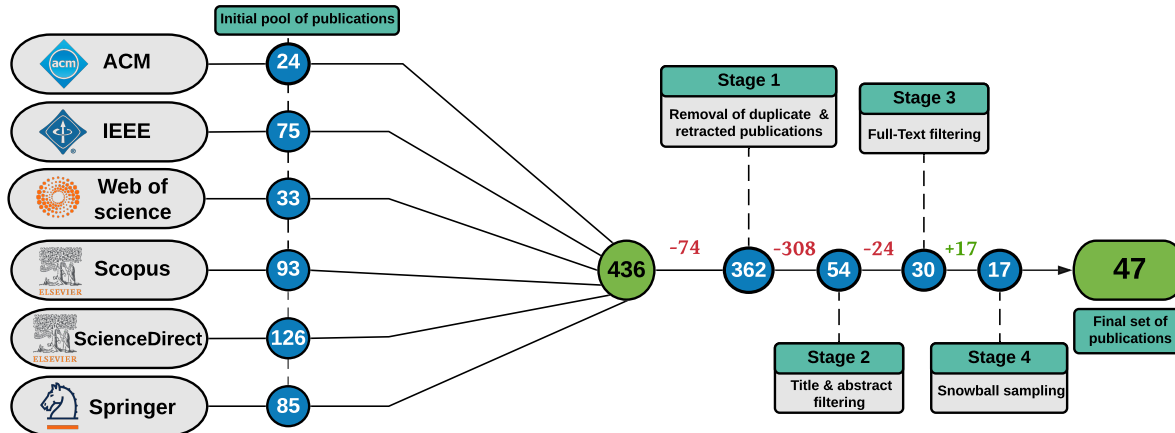 Initial pool of publications
acm
ACM
24
IEEE
®
75
Web of
science
33
ELSEVIER
Scopus
93
ELSEVIER
ScienceDirect
126
Springer
85
436
-74
Stage 1
Removal of duplicate &
retracted publications
362
-308
54
Stage 2
Title & abstract
filtering
-24
Stage 3
Full-Text filtering
30
+17
17
Stage 4
Snowball sampling
47
Final set of
publications